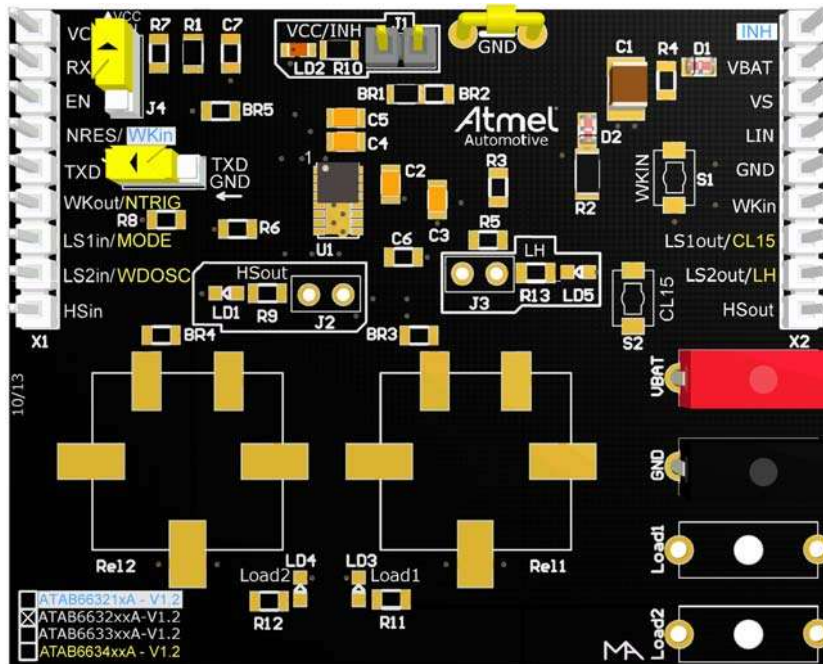 VCC
VC
R7
R1
C7
VCC/INH
J1
LD2
R10
GND
C1
R4
D1
INH
RX
J4
VBAT
EN
BR5
BR1
BR2
VS
C5
C4
Atmel
Automotive
D2
LIN
NRES/WKin
TXD
TXD
GND
1
C2
R3
R2
WKIN
S1
GND
WKout/NTRIG
R8
R6
U1
C3
R5
WKin
LS1in/MODE
C6
LH
LS1out/CL15
LS2in/WDOSC
HSout
LD1
R9
J2
J3
R13
LD5
CL15
LS2out/LH
HSin
HSout
X1
BR4
BR3
S2
X2
10/13
VBAT
GND
Rel2
Rel1
Load1
LD4
LD3
Load2
Load1
R12
R11
Load2
ATAB66321xA - V1.2
ATAB6632xxA-V1.2
ATAB6633xxA-V1.2
ATAB6634xxA - V1.2
MA